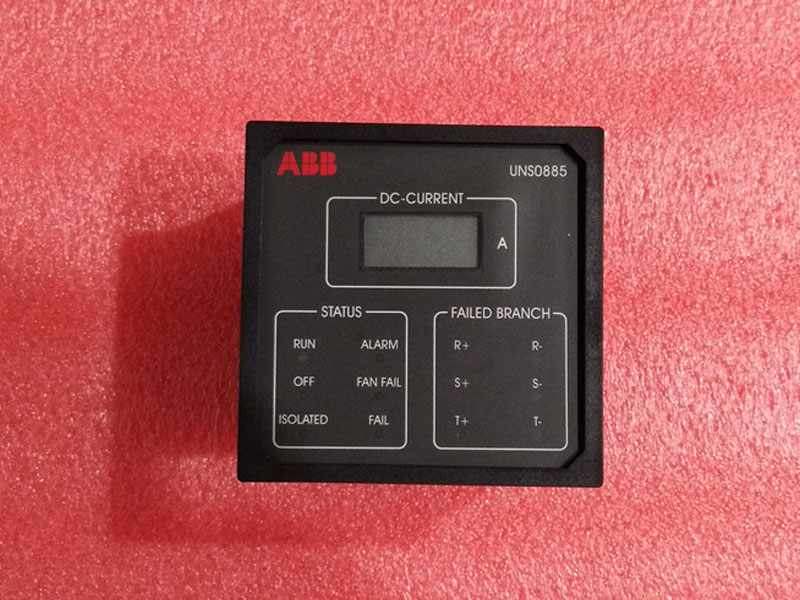 ABB
UNS0885
DC-CURRENT
A
STATUS
RUN ALARM
OFF FAN FAIL
ISOLATED FAIL
FAILED BRANCH
R+ R-
S+ S-
T+ T-